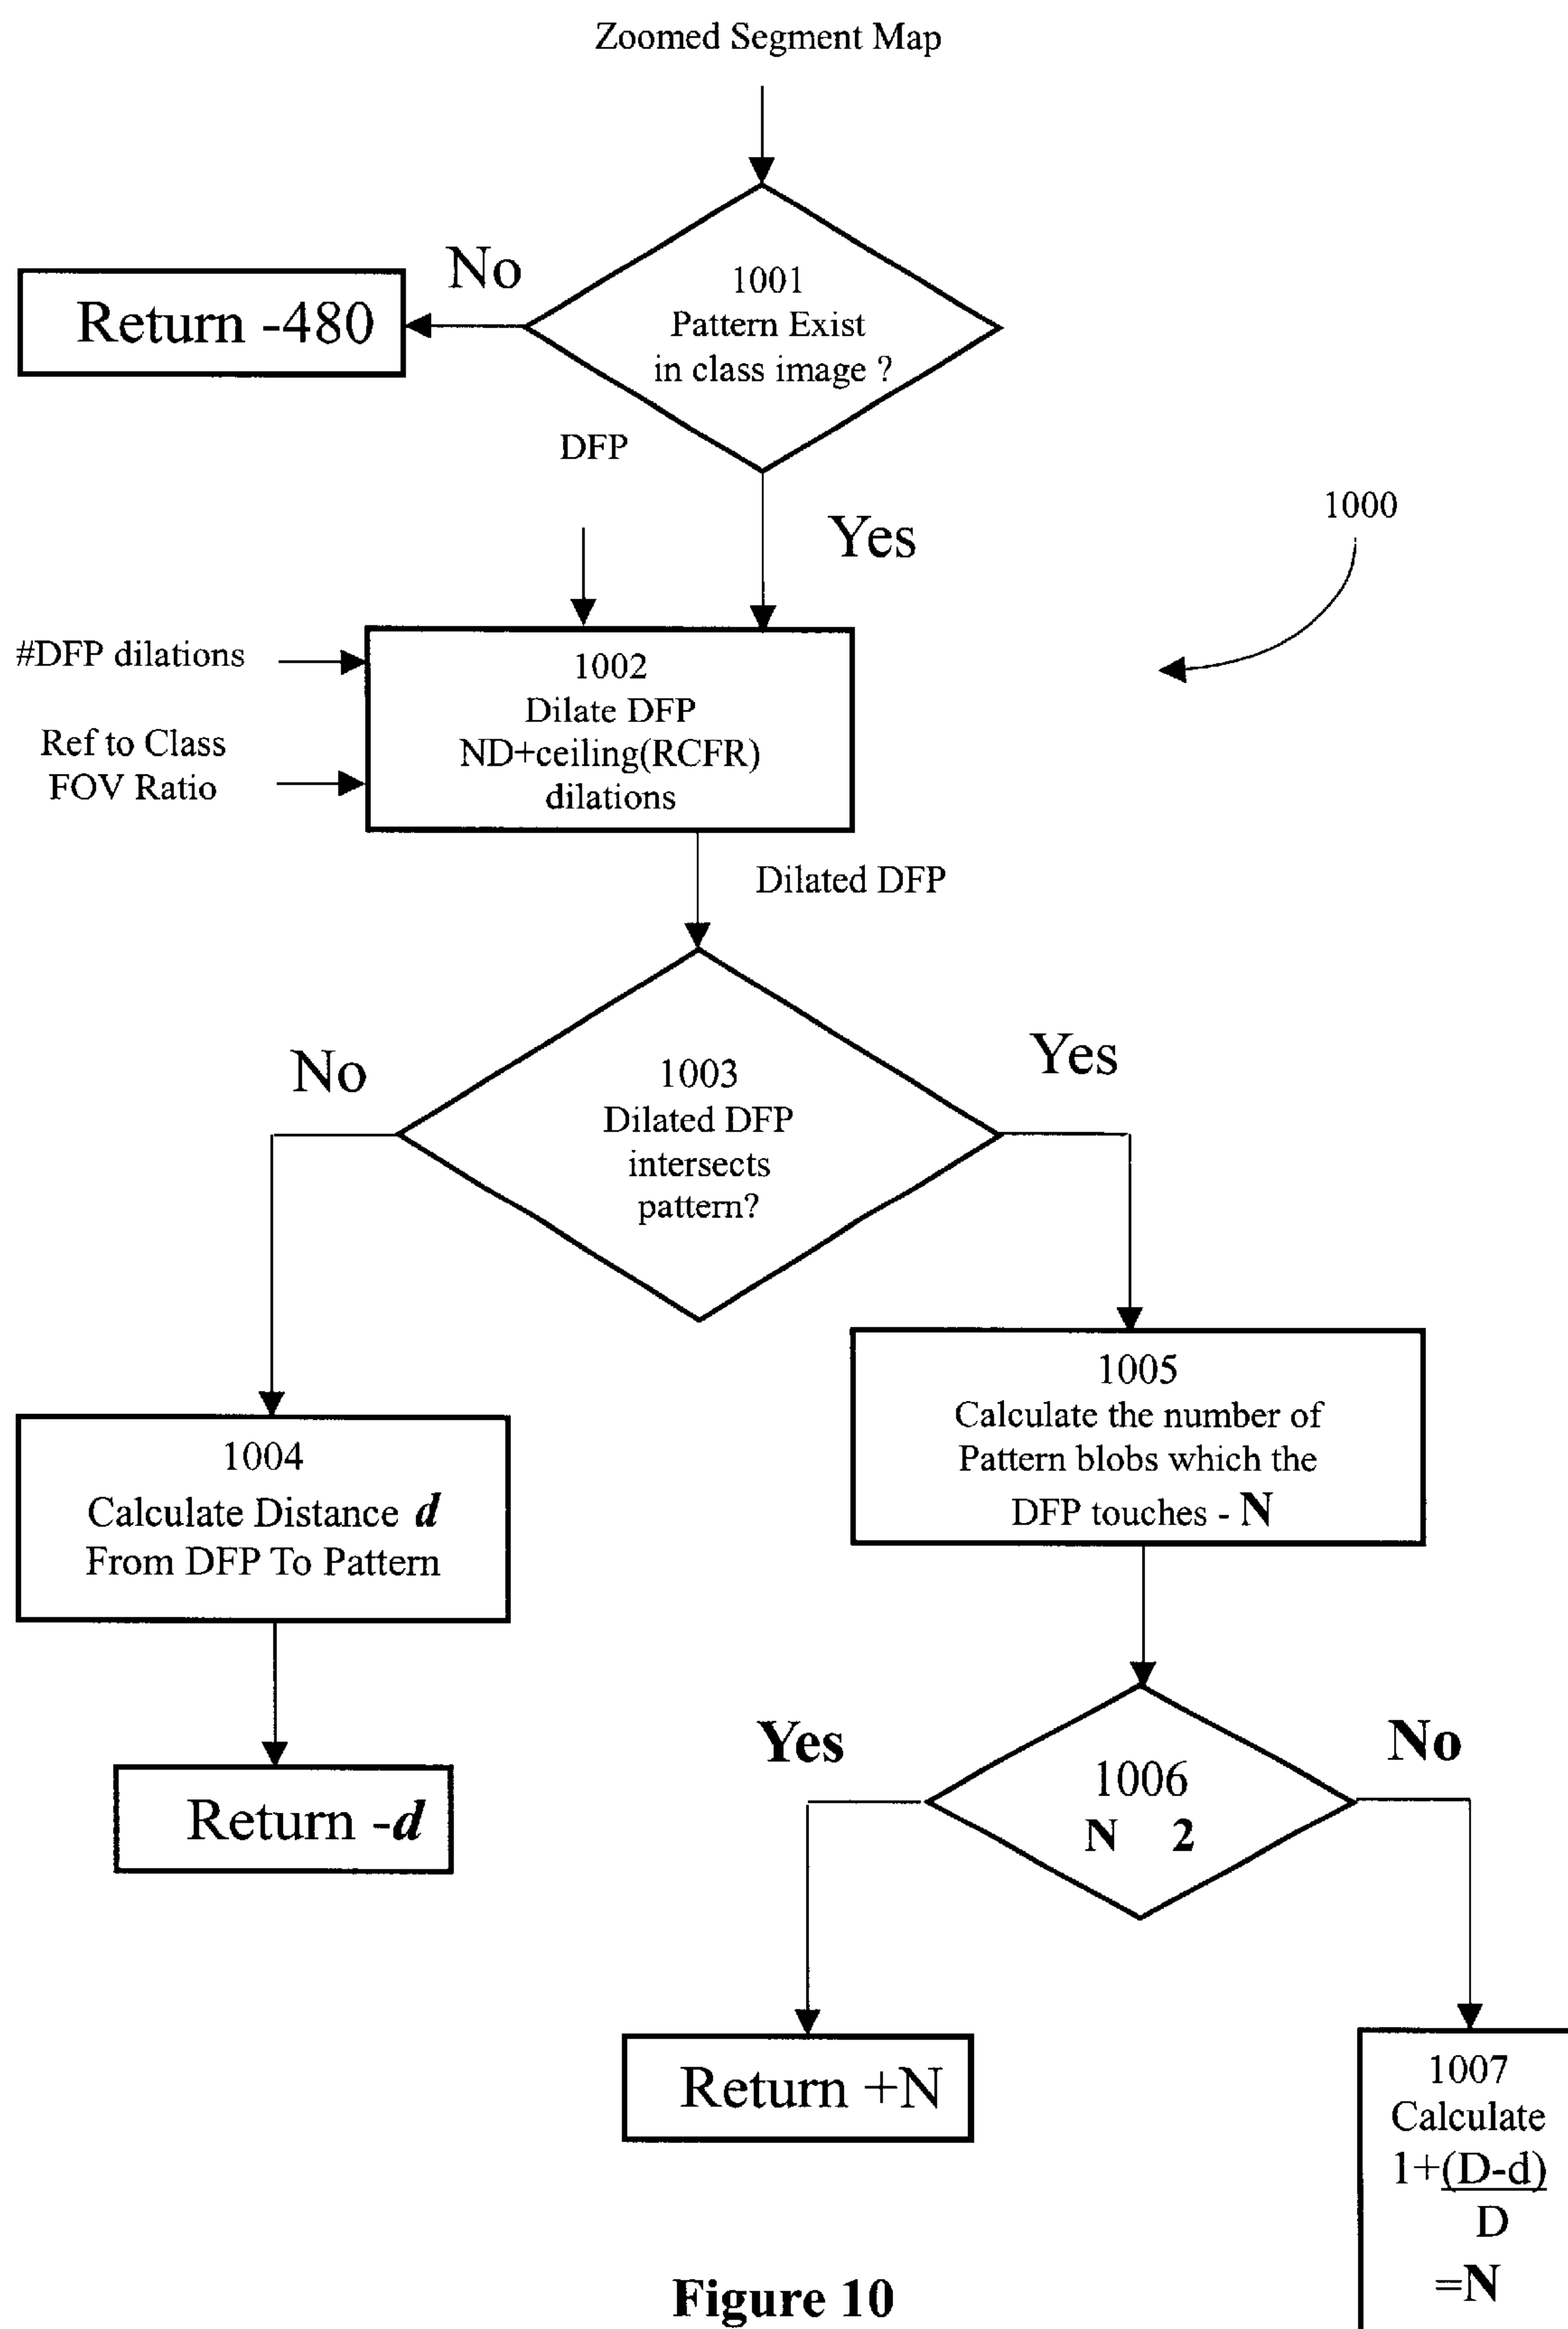 Zoomed Segment Map
No
1001
Pattern Exist
in class image ?
Return -480
DFP
Yes
1000
#DFP dilations
Ref to Class
FOV Ratio
1002
Dilate DFP
ND+ceiling(RCFR)
dilations
Dilated DFP
No
Yes
1003
Dilated DFP
intersects
pattern?
1004
Calculate Distance d
From DFP To Pattern
1005
Calculate the number of
Pattern blobs which the
DFP touches - N
Return -d
Yes
No
1006
N 2
Return +N
1007
Calculate
1+(D-d)
D
=N
Figure 10